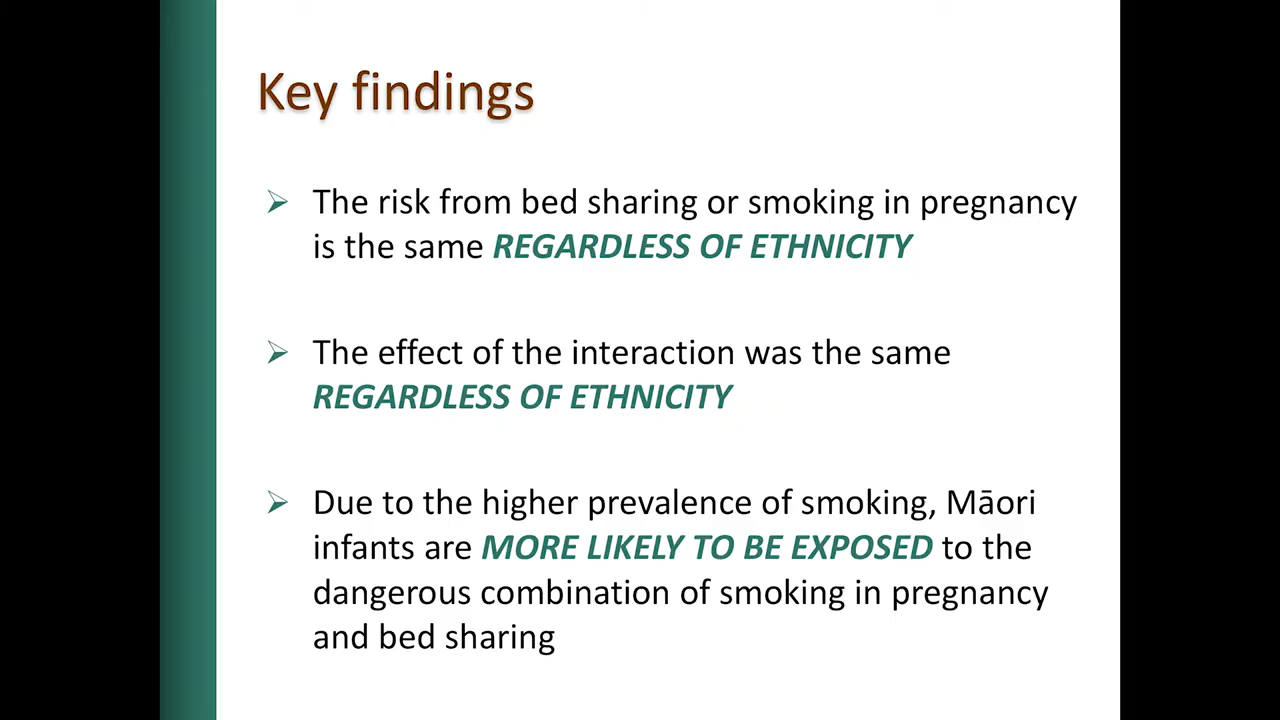 Key findings
The risk from bed sharing or smoking in pregnancy
is the same REGARDLESS OF ETHNICITY
The effect of the interaction was the same
REGARDLESS OF ETHNICITY
Due to the higher prevalence of smoking, Māori
infants are MORE LIKELY TO BE EXPOSED to the
dangerous combination of smoking in pregnancy
and bed sharing